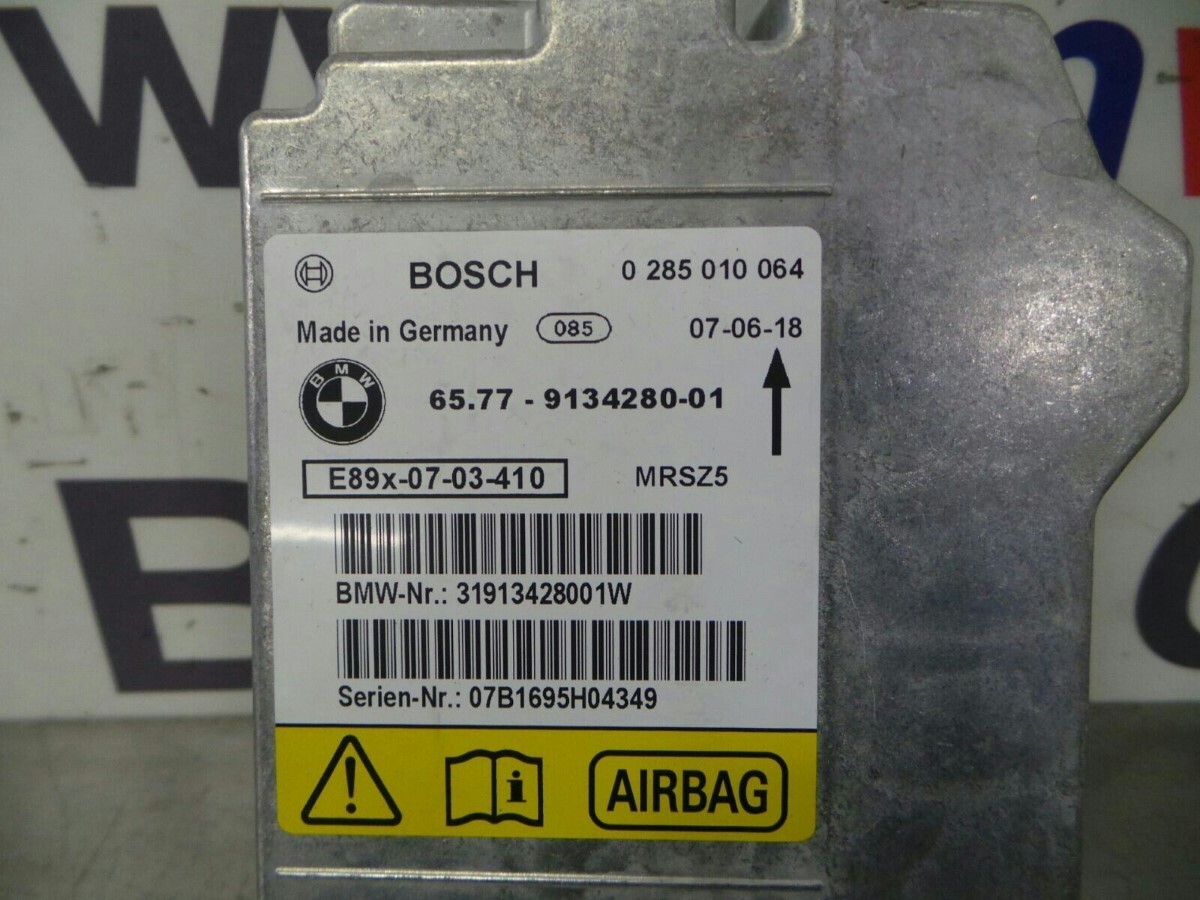 BOSCH 0 285 010 064
Made in Germany 085 07-06-18
BMW 65.77 - 9134280-01
E89x-07-03-410 MRSZ5
BMW-Nr.: 31913428001W
Serien-Nr.: 07B1695H04349
! i AIRBAG